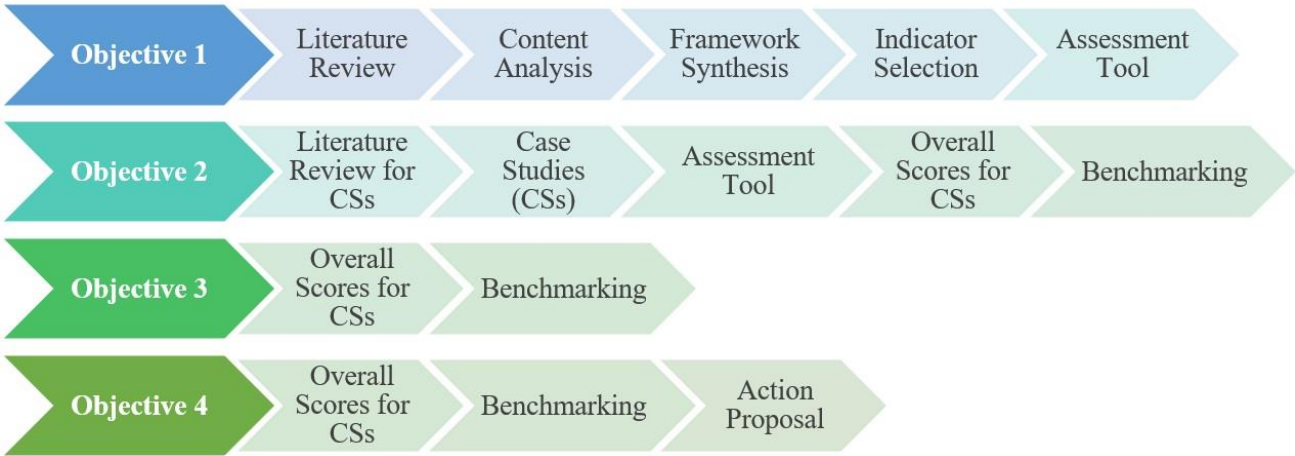 Objective 1
Literature
Review
Content
Analysis
Framework
Synthesis
Indicator
Selection
Assessment
Tool
Objective 2
Literature
Review for
CSs
Case
Studies
(CSs)
Assessment
Tool
Overall
Scores for
CSs
Benchmarking
Objective 3
Overall
Scores for
CSs
Benchmarking
Objective 4
Overall
Scores for
CSs
Benchmarking
Action
Proposal